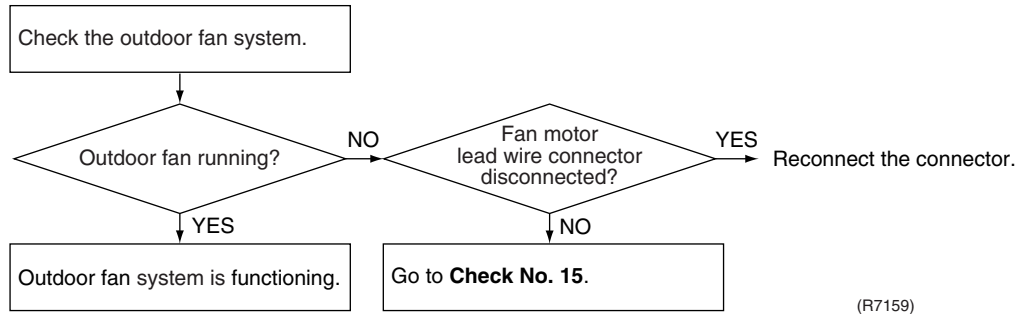 Check the outdoor fan system.
Outdoor fan running?
NO
Fan motor
lead wire connector
disconnected?
YES
Reconnect the connector.
YES
NO
Outdoor fan system is functioning.
Go to Check No. 15.
(R7159)